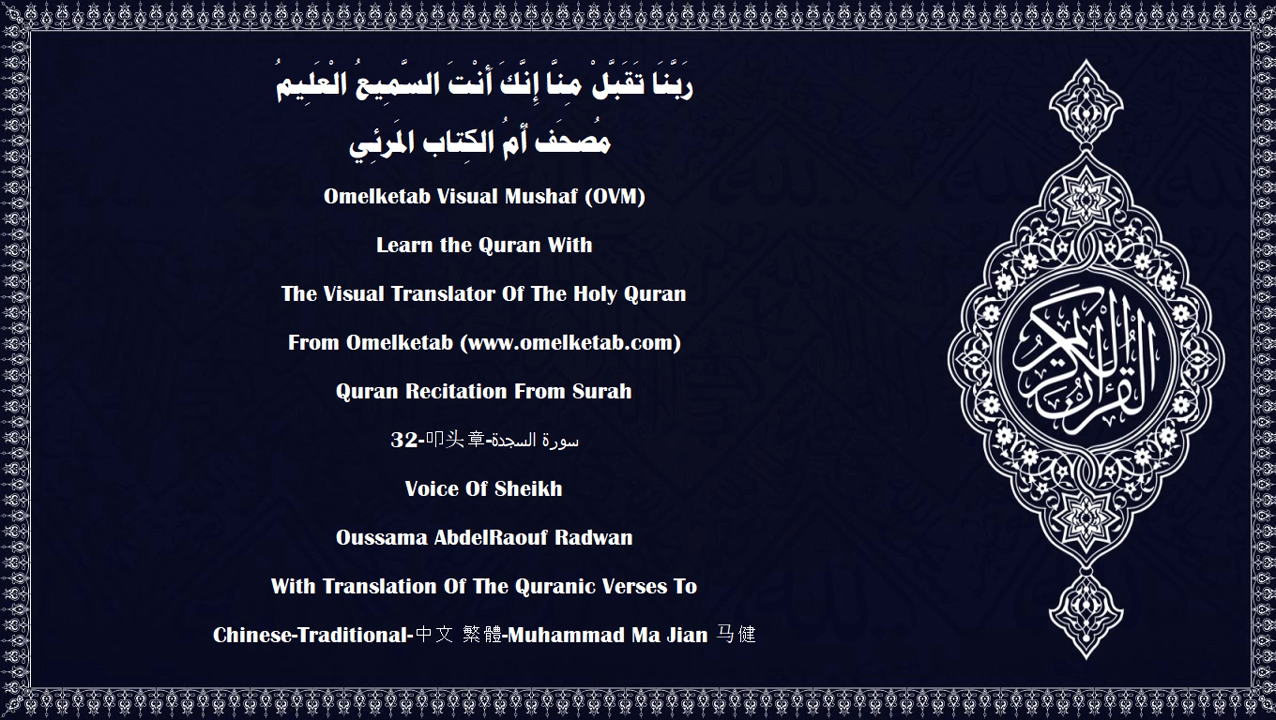 رَبَّنَا تَقَبَّلْ مِنَّا إِنَّكَ أَنْتَ السَّمِيعُ الْعَلِيمُ
مُصحَف أمُ الكِتاب المَرئِي
Omelketab Visual Mushaf (OVM)
Learn the Quran With
The Visual Translator Of The Holy Quran
From Omelketab (www.omelketab.com)
Quran Recitation From Surah
32-叩头章-سورة السجدة
Voice Of Sheikh
Oussama AbdelRaouf Radwan
With Translation Of The Quranic Verses To
Chinese-Traditional-中文 繁體-Muhammad Ma Jian 马健
القرآن الكريم